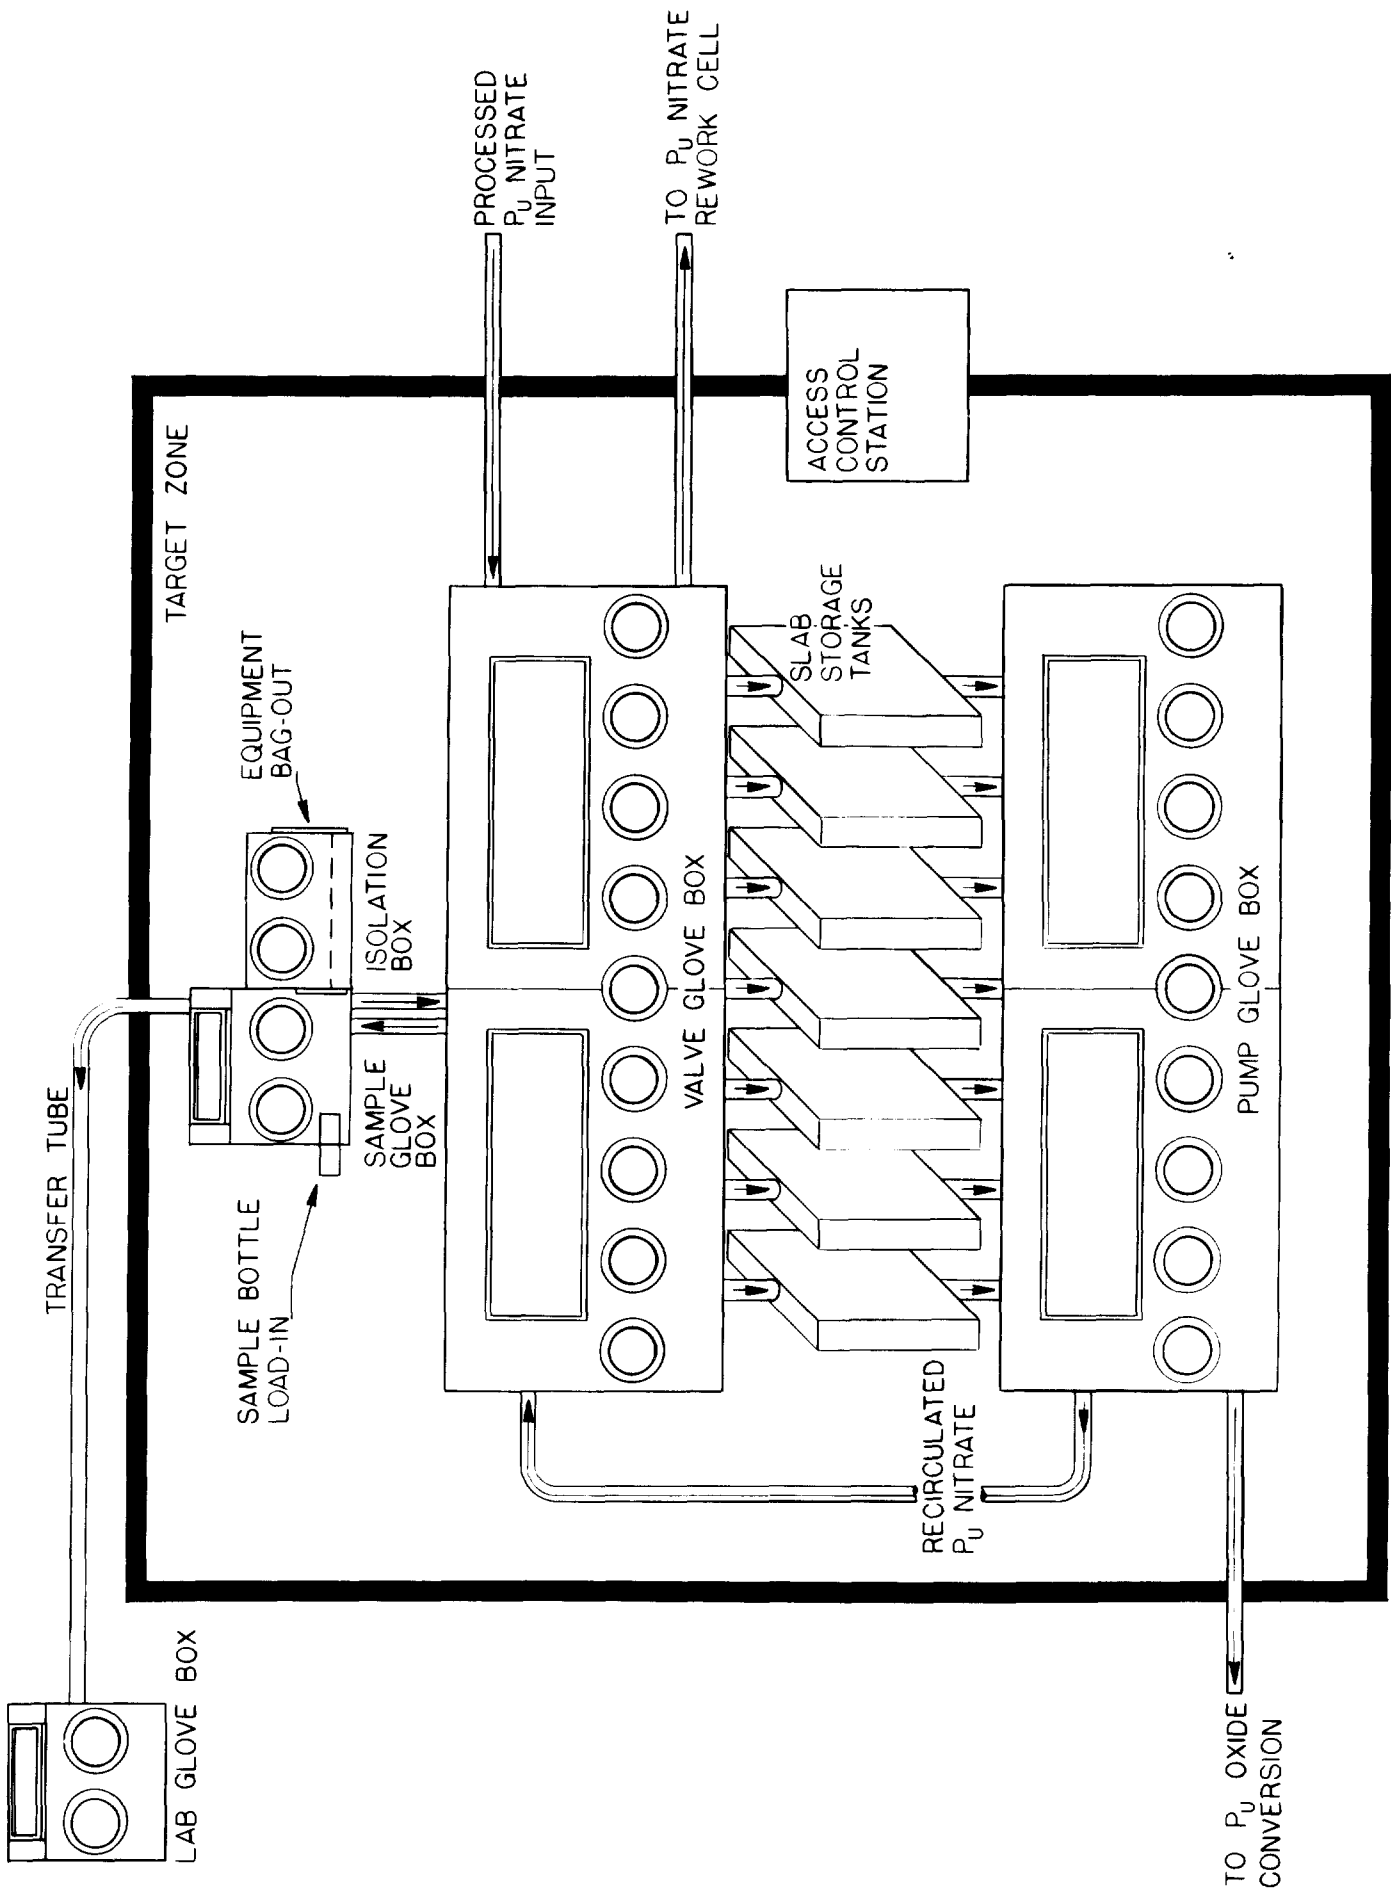 LAB GLOVE BOX
TRANSFER TUBE
TARGET ZONE
SAMPLE BOTTLE
LOAD-IN
EQUIPMENT
BAG-OUT
SAMPLE
GLOVE
BOX
ISOLATION
BOX
PROCESSED
PU NITRATE
INPUT
TO PU NITRATE
REWORK CELL
VALVE GLOVE BOX
SLAB
STORAGE
TANKS
ACCESS
CONTROL
STATION
RECIRCULATED
PU NITRATE
PUMP GLOVE BOX
TO PU OXIDE
CONVERSION